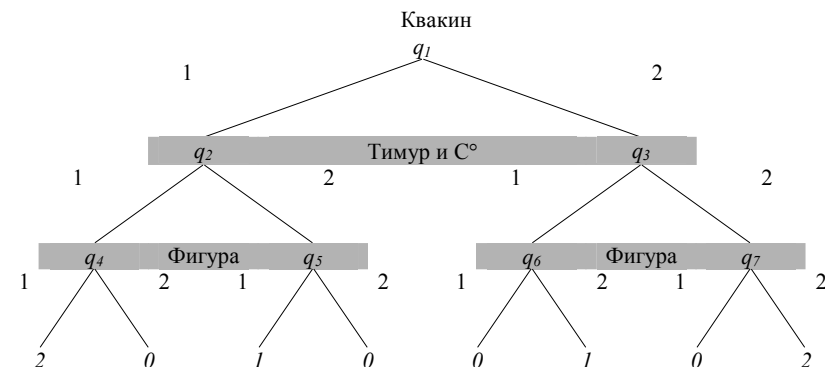 Квакин
q₁
1 2
q₂ Тимур и С° q₃
1 2 1 2
q₄ Фигура q₅ q₆ Фигура q₇
1 2 1 2 1 2 1 2
2 0 1 0 0 1 0 2